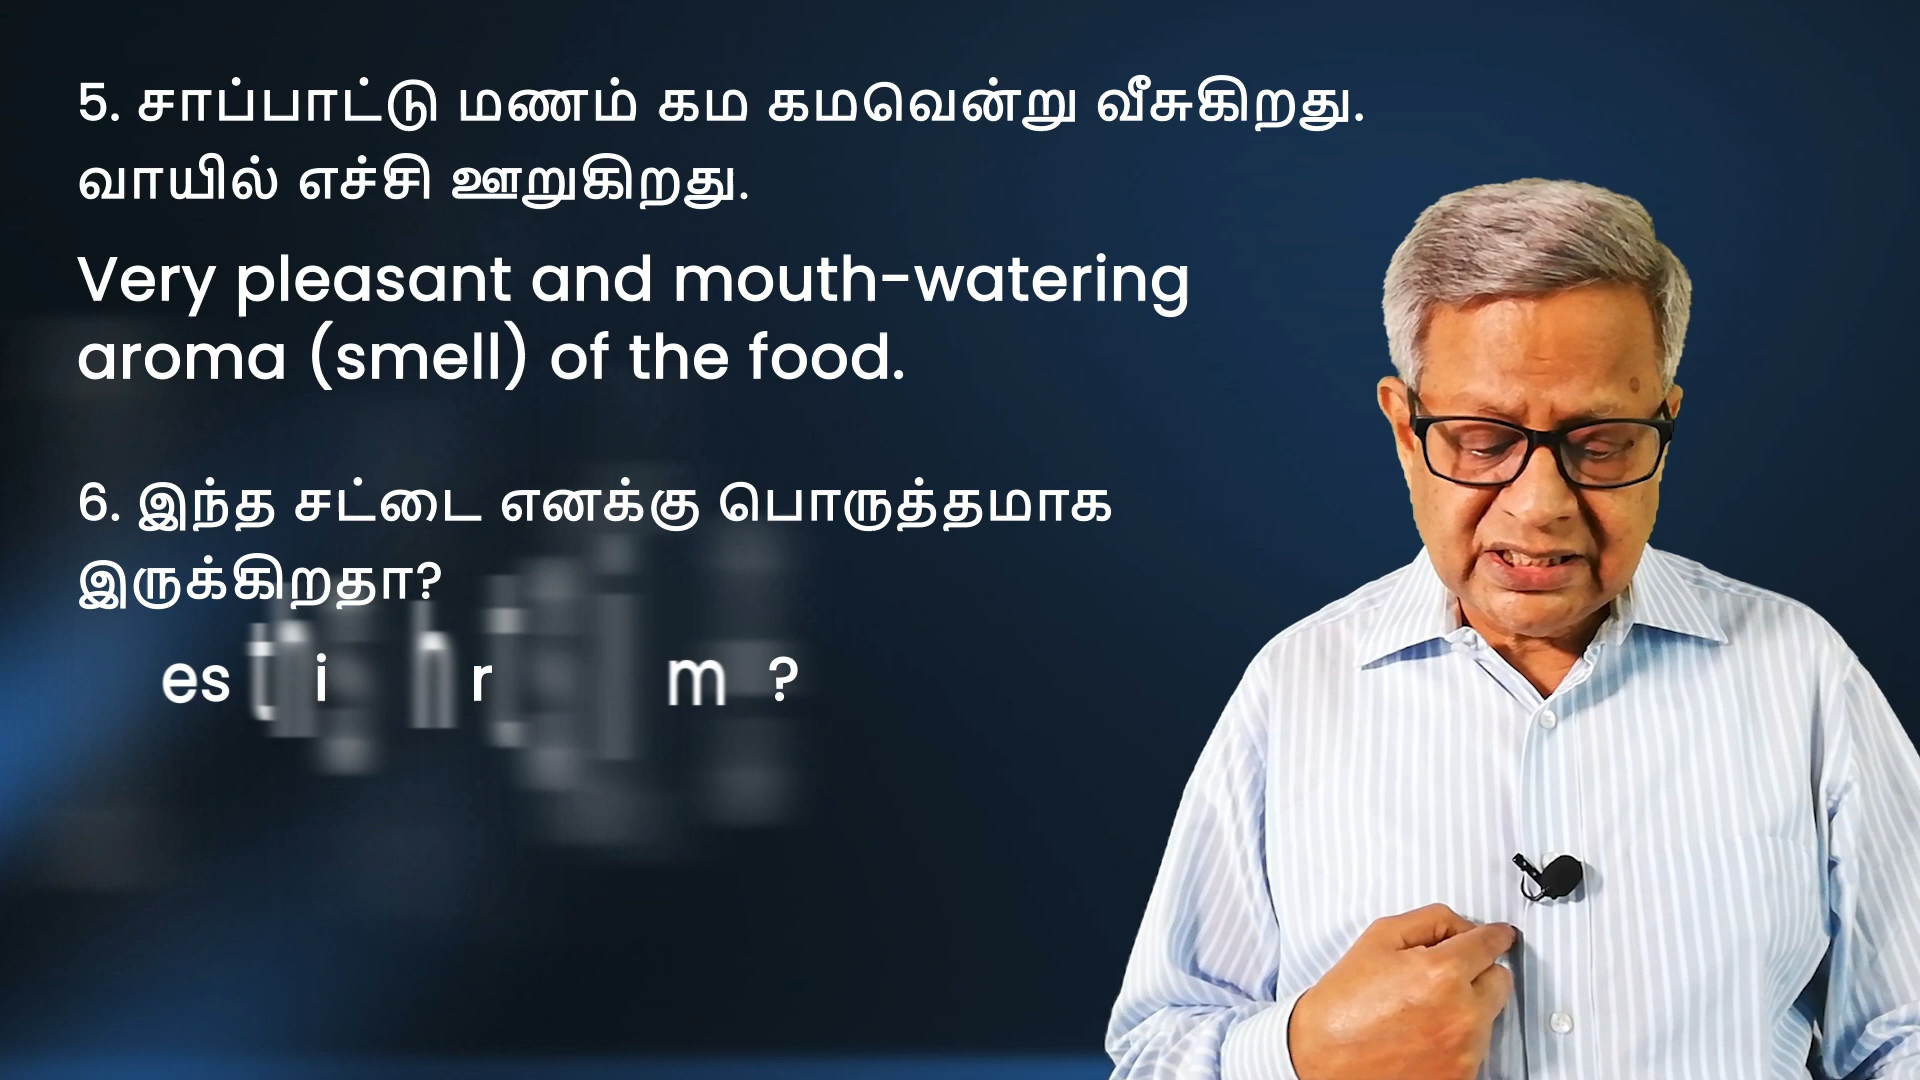 5. சாப்பாட்டு மணம் கம கமவென்று வீசுகிறது.
வாயில் எச்சி ஊறுகிறது.
Very pleasant and mouth-watering
aroma (smell) of the food.
6. இந்த சட்டை எனக்கு பொருத்தமாக
இருக்கிறதா?